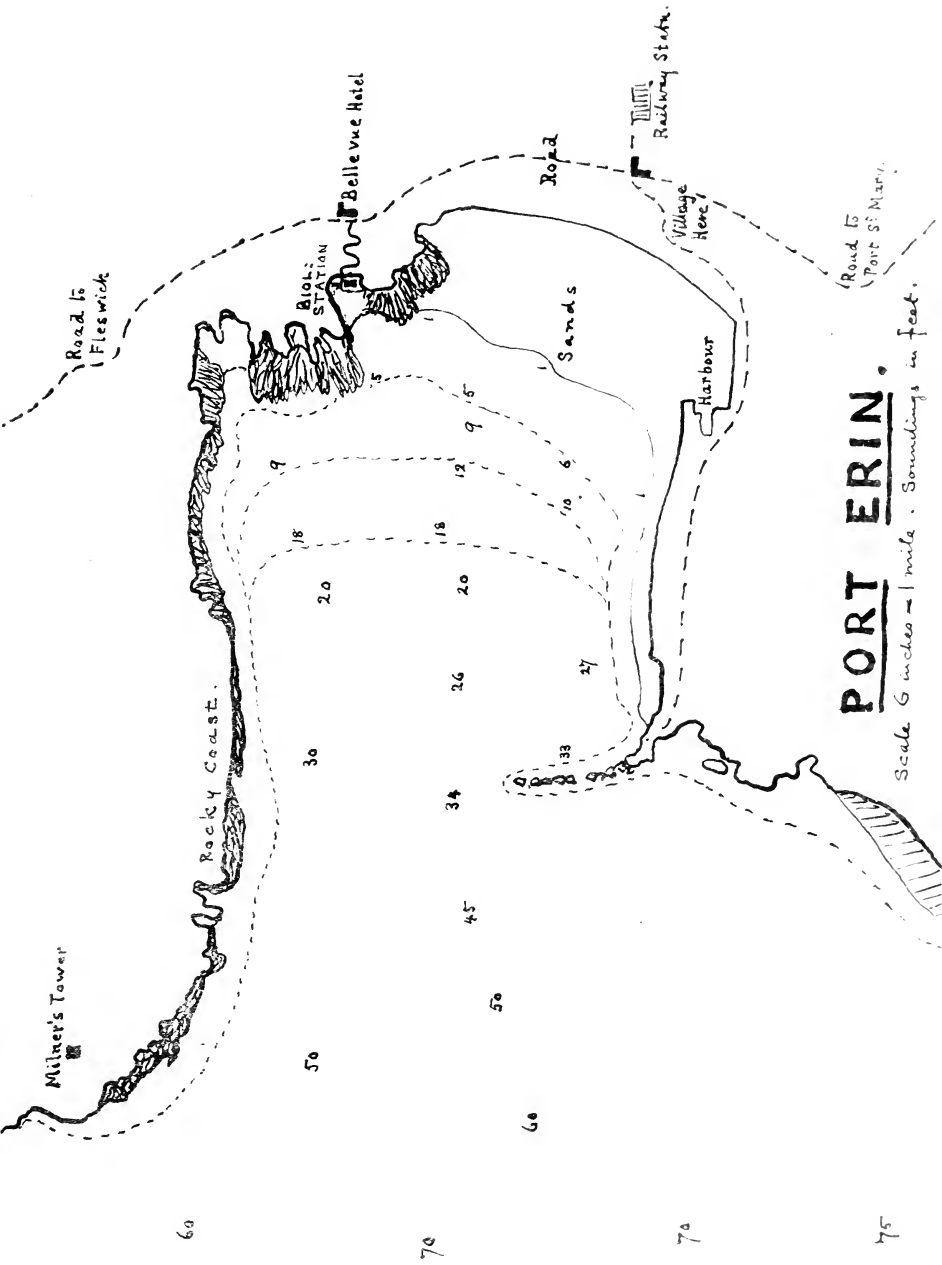 Milner's Tower
Road to
Fleswick
60
Rocky Coast.
BIOL:
STATION
Bellevue Hotel
50
30
20
18
9
5
70
34
26
20
18
12
9
5
45
50
60
33
27
10
6
Road
Sands
Railway Statn.
Village
Here
70
Harbour
Road to
Port St Mary.
75
PORT ERIN.
Scale 6 inches = 1 mile. Soundings in feet.